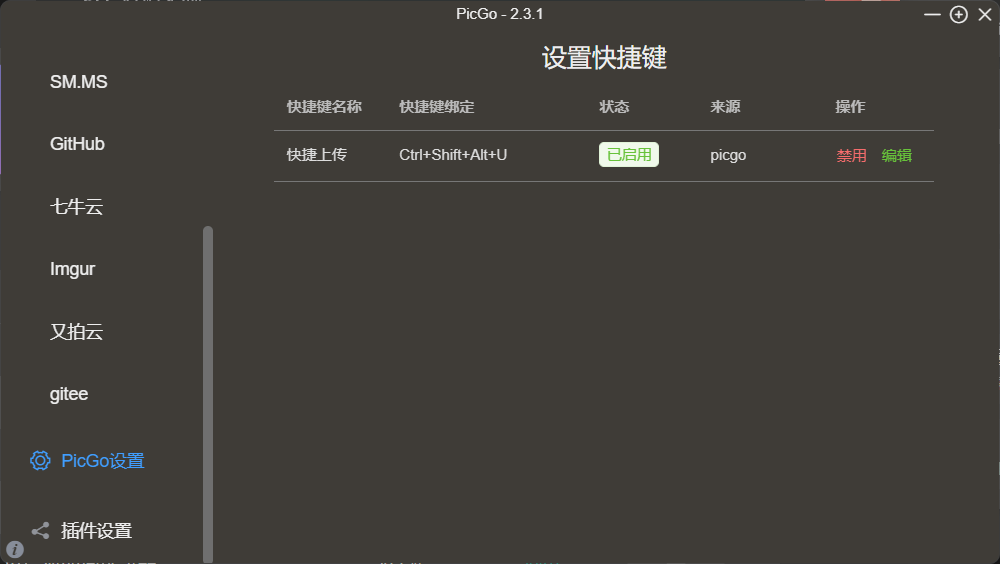 PicGo - 2.3.1
SM.MS
GitHub
七牛云
Imgur
又拍云
gitee
PicGo设置
插件设置
设置快捷键
快捷键名称 快捷键绑定 状态 来源 操作
快捷上传 Ctrl+Shift+Alt+U 已启用 picgo 禁用 编辑